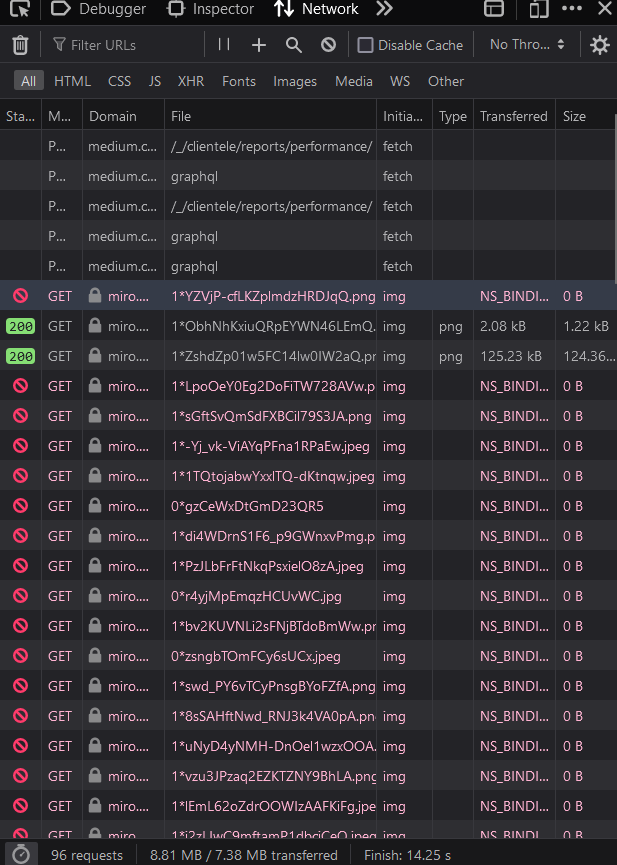 Debugger Inspector Network
Filter URLs Disable Cache No Thro...
All HTML CSS JS XHR Fonts Images Media WS Other
Sta... M... Domain File Initia... Type Transferred Size
P... medium.c... /_/clientele/reports/performance/ fetch
P... medium.c... graphql fetch
P... medium.c... /_/clientele/reports/performance/ fetch
P... medium.c... graphql fetch
P... medium.c... graphql fetch
GET miro.... 1*YZVjP-cfLKZplmdzHRDJqQ.png img NS_BINDI... 0 B
200 GET miro.... 1*ObhNhKxiuQRpEYWN46LEmQ. img png 2.08 kB 1.22 kB
200 GET miro.... 1*ZshdZp01w5FC14lw0IW2aQ.pr img png 125.23 kB 124.36...
GET miro.... 1*LpoOeY0Eg2DoFiTW728AVw.p img NS_BINDI... 0 B
GET miro.... 1*sGftSvQmSdFXBCil79S3JA.png img NS_BINDI... 0 B
GET miro.... 1*-Yj_vk-ViAYqPFna1RPaEw.jpeg img NS_BINDI... 0 B
GET miro.... 1*1TQtojabwYxxlTQ-dKtnqw.jpeg img NS_BINDI... 0 B
GET miro.... 0*gzCeWxDtGmD23QR5 img NS_BINDI... 0 B
GET miro.... 1*di4WDrnS1F6_p9GWnxvPmg.p img NS_BINDI... 0 B
GET miro.... 1*PzJLbFrFtNkqPsxielO8zA.jpeg img NS_BINDI... 0 B
GET miro.... 0*r4yjMpEmqzHCUvWC.jpg img NS_BINDI... 0 B
GET miro.... 1*bv2KUVNLi2sFNjBTdoBmWw.pr img NS_BINDI... 0 B
GET miro.... 0*zsngbTOmFCy6sUCx.jpeg img NS_BINDI... 0 B
GET miro.... 1*swd_PY6vTCyPnsgBYoFZfA.png img NS_BINDI... 0 B
GET miro.... 1*8sSAHftNwd_RNJ3k4VA0pA.pn img NS_BINDI... 0 B
GET miro.... 1*uNyD4yNMH-DnOel1wzxOOA. img NS_BINDI... 0 B
GET miro.... 1*vzu3JPzaq2EZKTZNY9BhLA.png img NS_BINDI... 0 B
GET miro.... 1*lEmL62oZdrOOWIzAAFKiFg.jpe img NS_BINDI... 0 B
GET miro.... img NS_BINDI... 0 B
96 requests 8.81 MB / 7.38 MB transferred Finish: 14.25 s